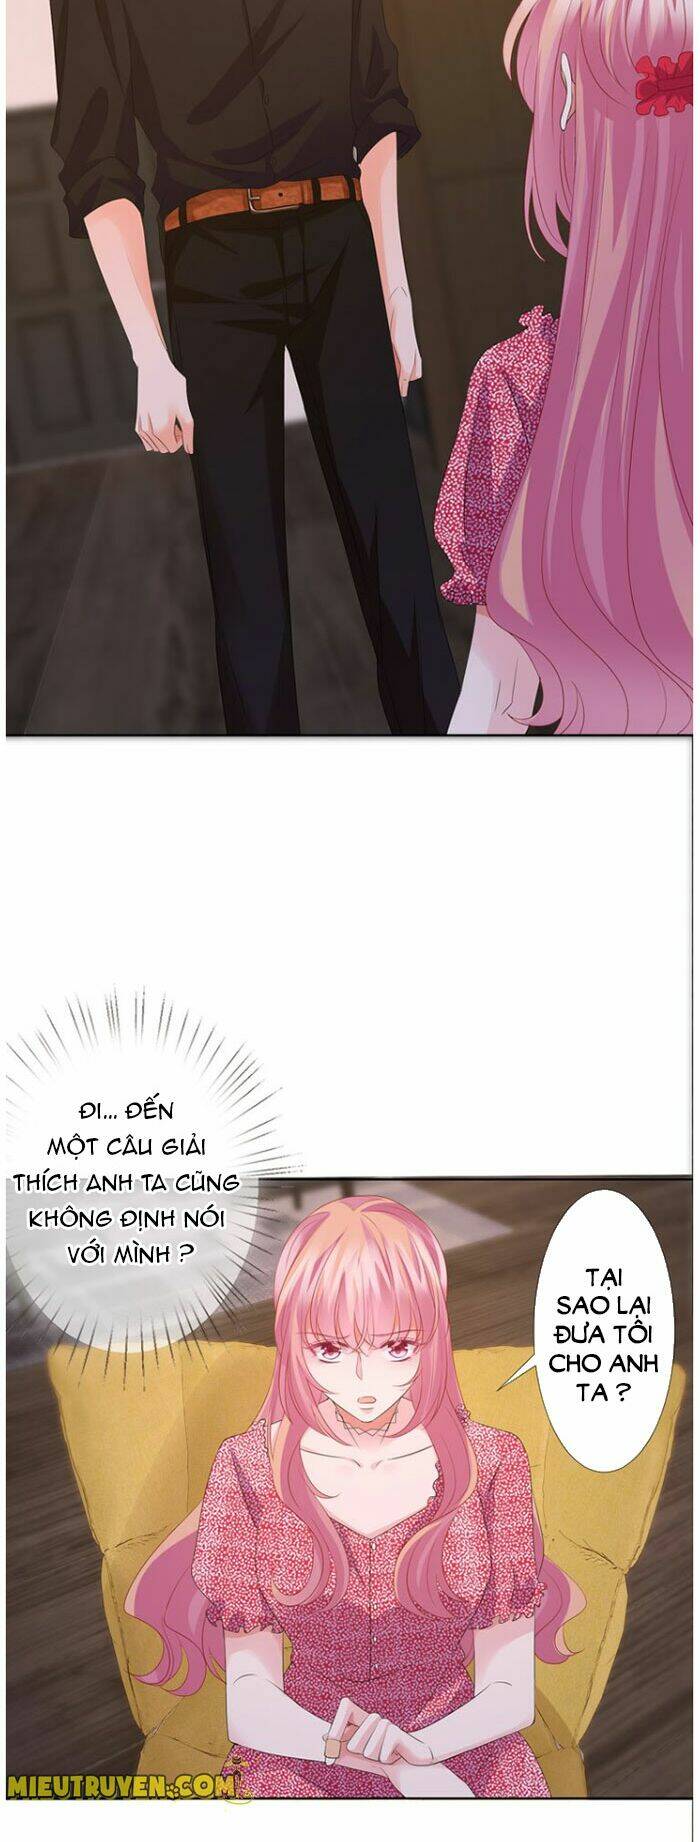 ĐI... ĐẾN
MỘT CÂU GIẢI
THÍCH ANH TA CŨNG
KHÔNG ĐỊNH NÓI
VỚI MÌNH ?
TẠI
SAO LẠI
ĐƯA TÔI
CHO ANH
TA ?
MIEUTRUYEN.COM